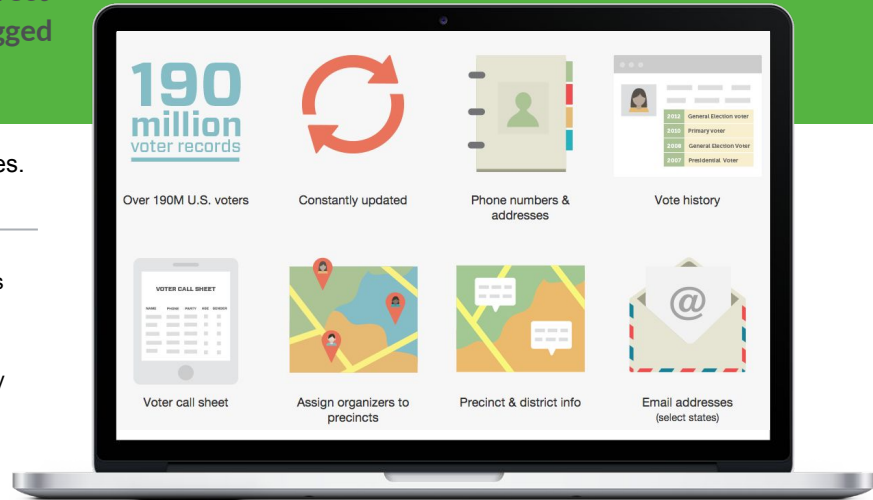 gged
es.
s
y
190
million
voter records
Over 190M U.S. voters
Constantly updated
Phone numbers &
addresses
2012 General Election voter
2010 Primary voter
2008 General Election Voter
2007 Presidential Voter
Vote history
VOTER CALL SHEET
NAME PHONE PARTY AGE GENDER
Voter call sheet
Assign organizers to
precincts
Precinct & district info
@
Email addresses
(select states)